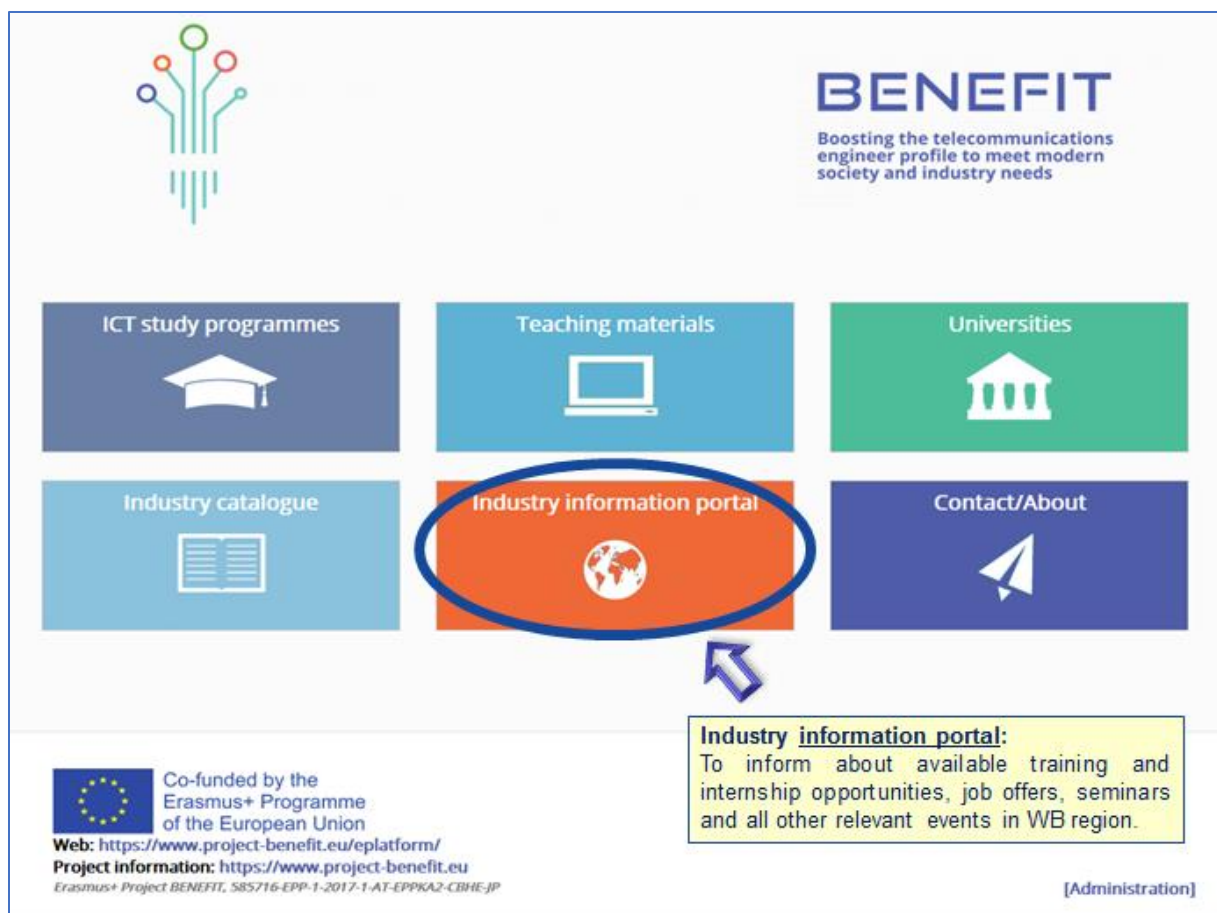 BENEFIT
Boosting the telecommunications
engineer profile to meet modern
society and industry needs
ICT study programmes
Teaching materials
Universities
Industry catalogue
Industry information portal
Contact/About
Industry information portal:
To inform about available training and
internship opportunities, job offers, seminars
and all other relevant events in WB region.
Co-funded by the
Erasmus+ Programme
of the European Union
Web: https://www.project-benefit.eu/eplatform/
Project information: https://www.project-benefit.eu
Erasmus+ Project BENEFIT, 585716-EPP-1-2017-1-AT-EPPKA2-CBHE-JP
[Administration]